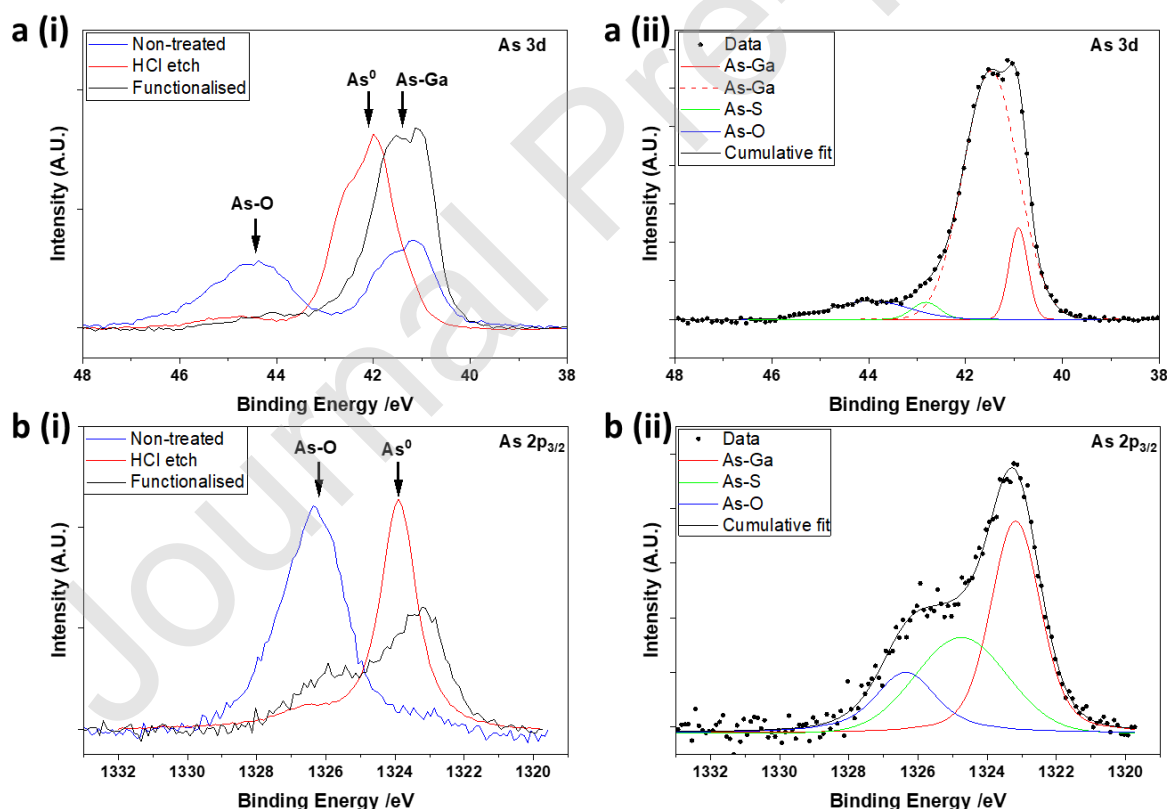 a (i)
Non-treated
HCl etch
Functionalised
As 3d
As⁰
As-Ga
As-O
Intensity (A.U.)
48 46 44 42 40 38
Binding Energy /eV
a (ii)
Data
As-Ga
As-Ga
As-S
As-O
Cumulative fit
As 3d
Intensity (A.U.)
48 46 44 42 40 38
Binding Energy /eV
b (i)
Non-treated
HCl etch
Functionalised
As 2p₃/₂
As-O
As⁰
Intensity (A.U.)
1332 1330 1328 1326 1324 1322 1320
Binding Energy /eV
b (ii)
Data
As-Ga
As-S
As-O
Cumulative fit
As 2p₃/₂
Intensity (A.U.)
1332 1330 1328 1326 1324 1322 1320
Binding Energy /eV
Journal Pre